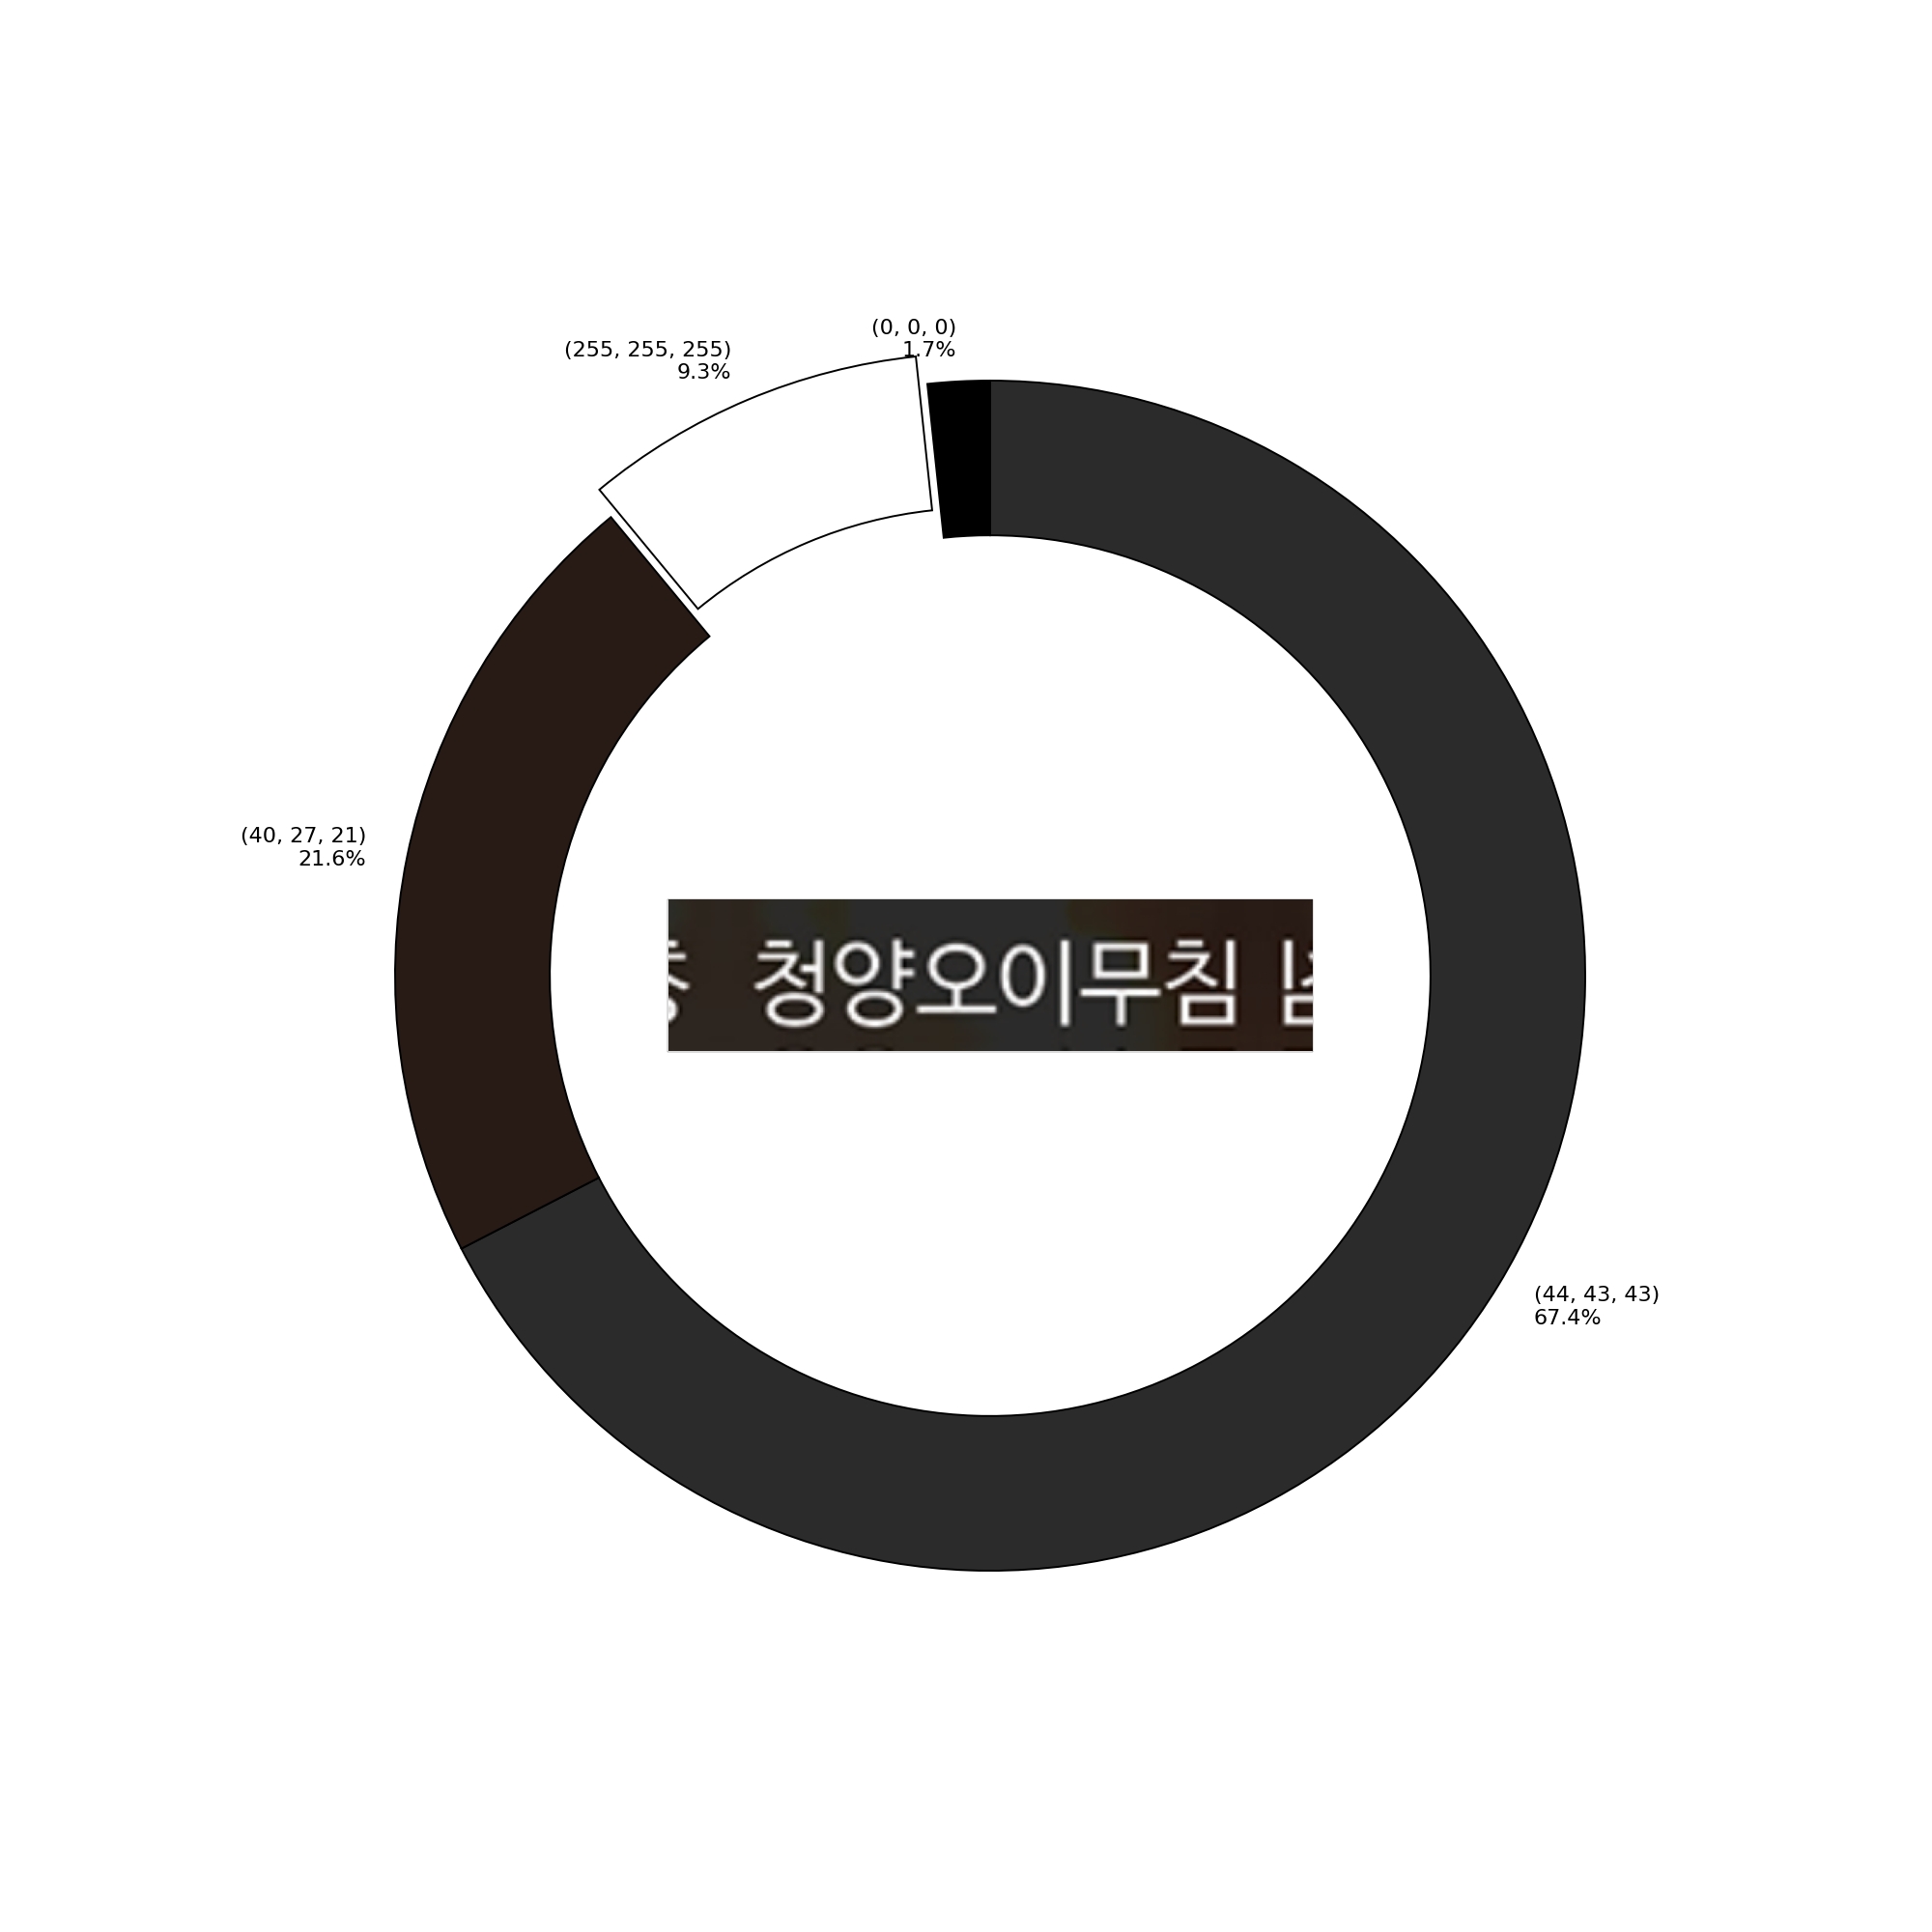 (0, 0, 0)
1.7%
(255, 255, 255)
9.3%
(40, 27, 21)
21.6%
청양오이무침
(44, 43, 43)
67.4%